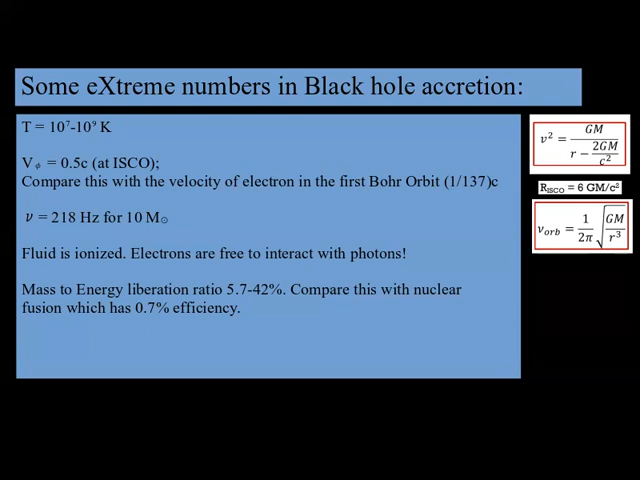 Some eXtreme numbers in Black hole accretion:
T = 10⁷-10⁹ K
V𝜙 = 0.5c (at ISCO);
Compare this with the velocity of electron in the first Bohr Orbit (1/137)c
ν = 218 Hz for 10 M☉
Fluid is ionized. Electrons are free to interact with photons!
Mass to Energy liberation ratio 5.7-42%. Compare this with nuclear
fusion which has 0.7% efficiency.
v² = GM / (r − 2GM/c²)
R_ISCO = 6 GM/c²
ν_orb = 1/2π √(GM/r³)